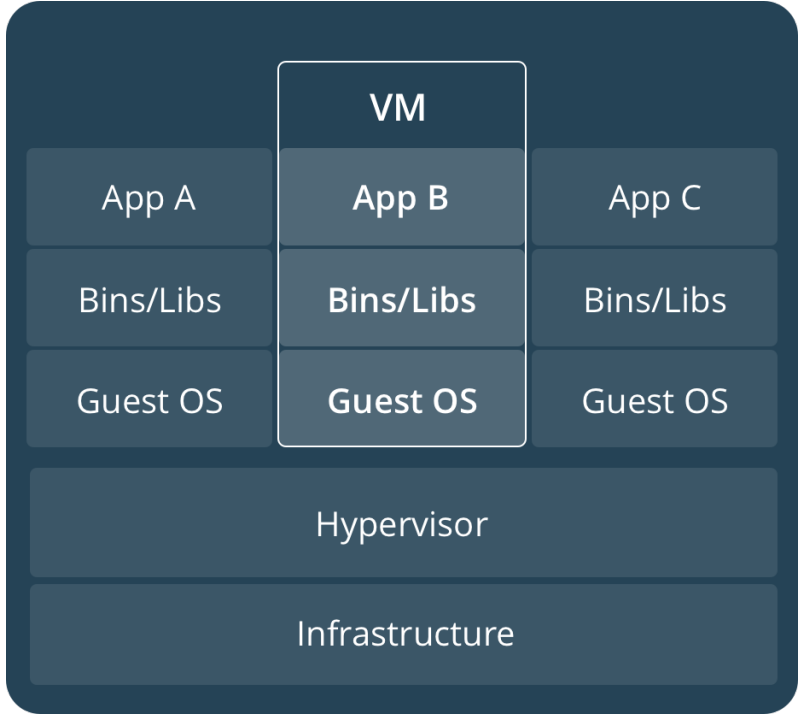 VM
App A
App B
App C
Bins/Libs
Bins/Libs
Bins/Libs
Guest OS
Guest OS
Guest OS
Hypervisor
Infrastructure